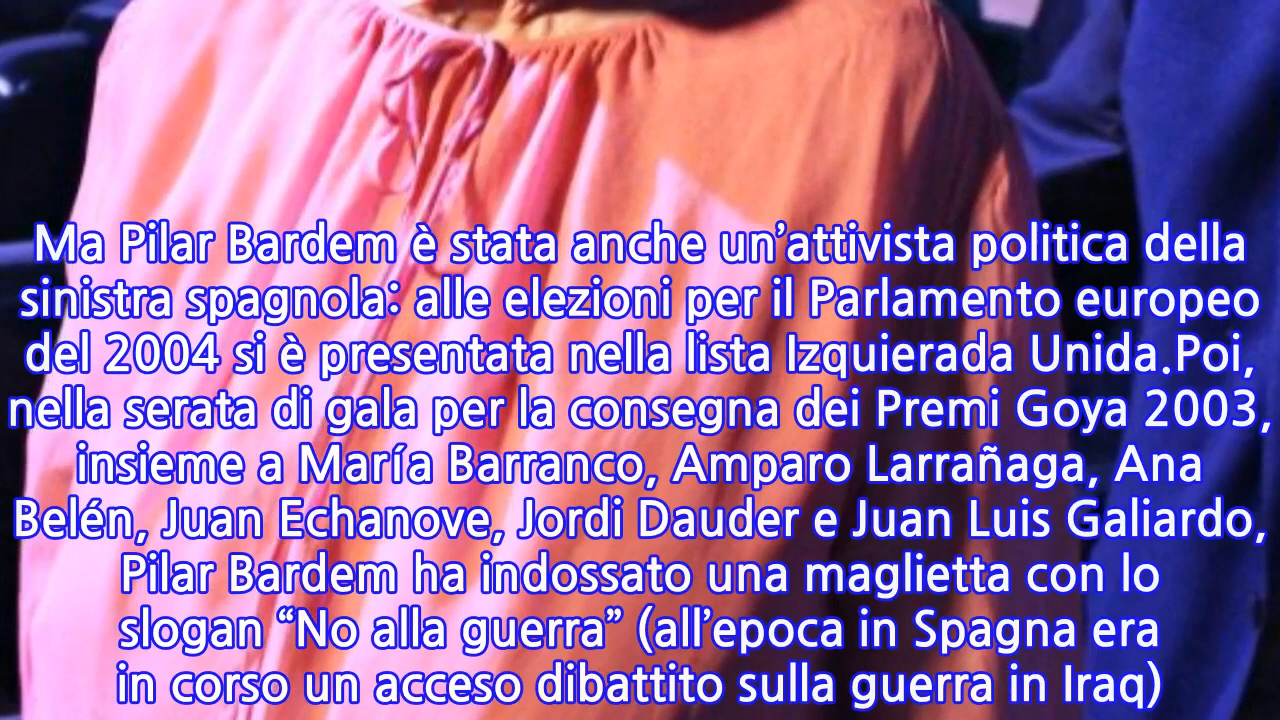 Ma Pilar Bardem è stata anche un’attivista politica della
sinistra spagnola: alle elezioni per il Parlamento europeo
del 2004 si è presentata nella lista Izquierada Unida.Poi,
nella serata di gala per la consegna dei Premi Goya 2003,
insieme a María Barranco, Amparo Larrañaga, Ana
Belén, Juan Echanove, Jordi Dauder e Juan Luis Galiardo,
Pilar Bardem ha indossato una maglietta con lo
slogan “No alla guerra” (all’epoca in Spagna era
in corso un acceso dibattito sulla guerra in Iraq)